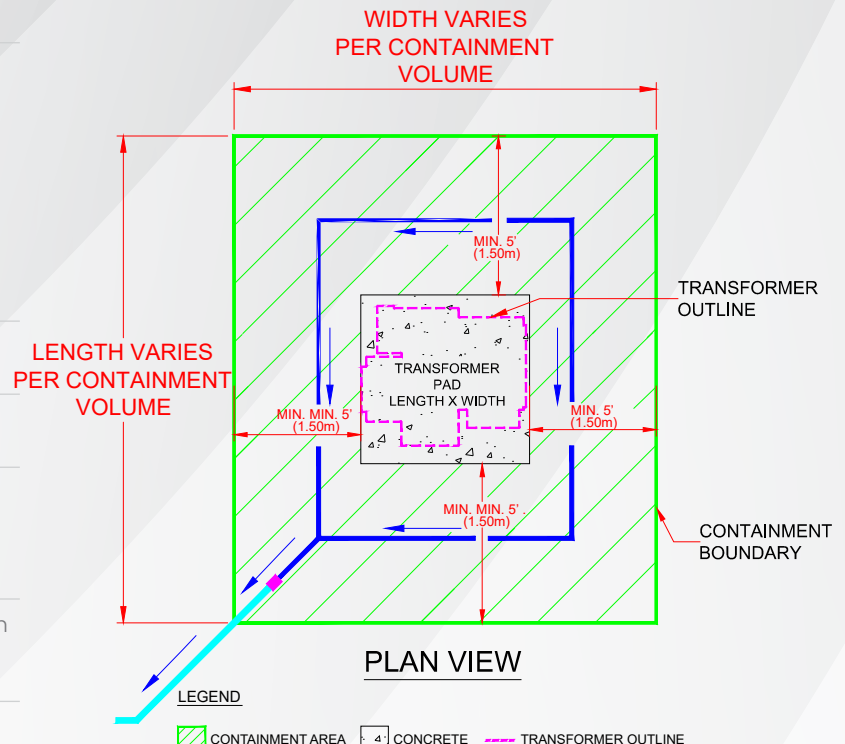 WIDTH VARIES
PER CONTAINMENT
VOLUME
MIN. 5'
(1.50m)
TRANSFORMER
OUTLINE
LENGTH VARIES
PER CONTAINMENT
VOLUME
TRANSFORMER
PAD
LENGTH X WIDTH
MIN. MIN. 5'
(1.50m)
MIN. 5'
(1.50m)
MIN. MIN. 5'
(1.50m)
CONTAINMENT
BOUNDARY
n
PLAN VIEW
LEGEND
CONTAINMENT AREA
CONCRETE
TRANSFORMER OUTLINE